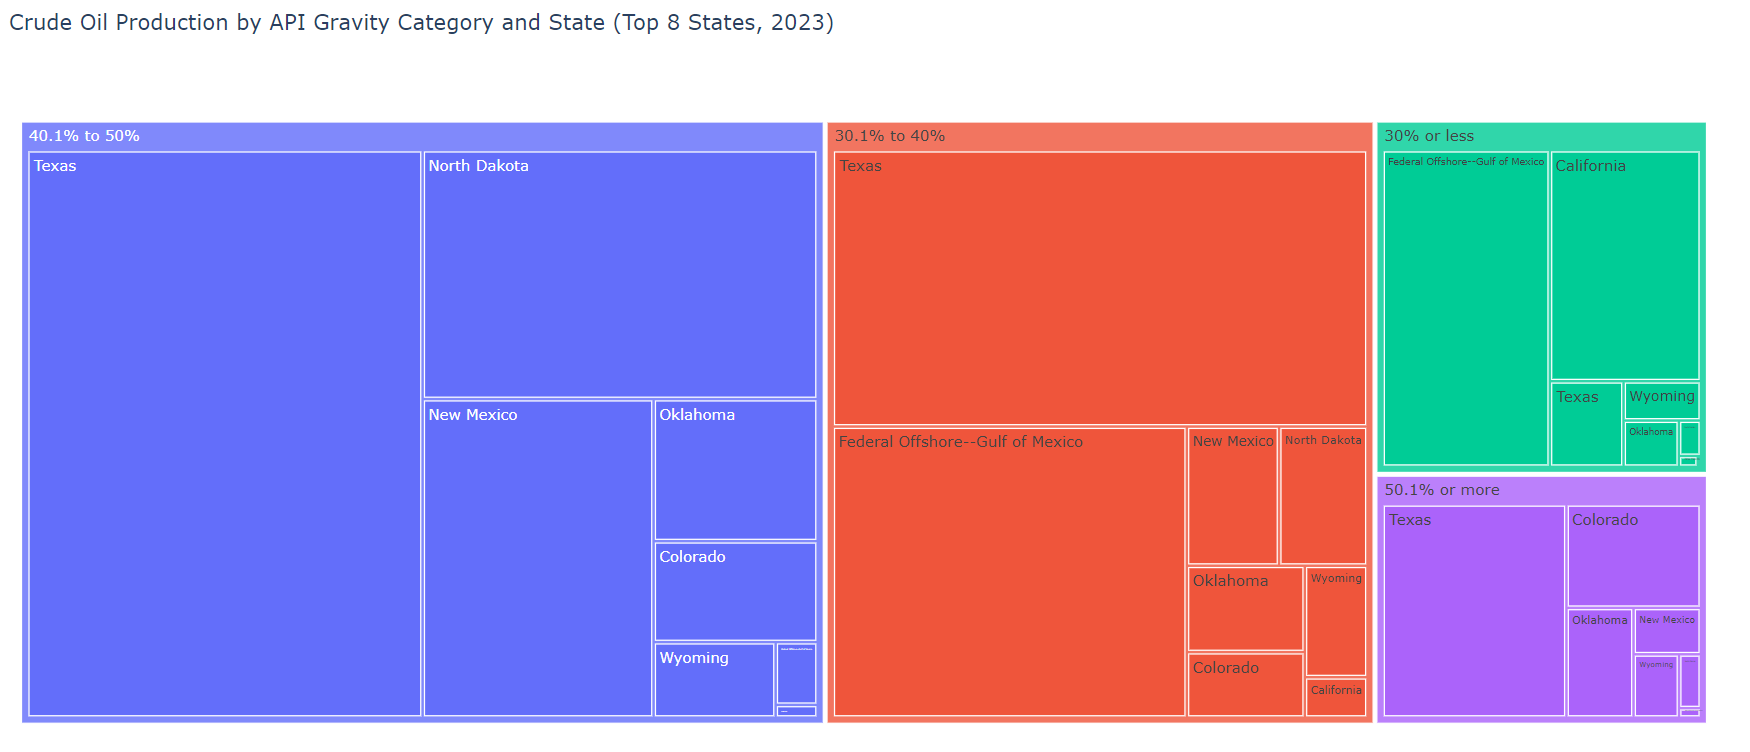 Crude Oil Production by API Gravity Category and State (Top 8 States, 2023)
40.1% to 50%
Texas
North Dakota
New Mexico
Oklahoma
Colorado
Wyoming
30.1% to 40%
Texas
Federal Offshore--Gulf of Mexico
New Mexico
North Dakota
Oklahoma
Wyoming
Colorado
California
30% or less
Federal Offshore--Gulf of Mexico
California
Texas
Wyoming
Oklahoma
50.1% or more
Texas
Colorado
Oklahoma
New Mexico
Wyoming